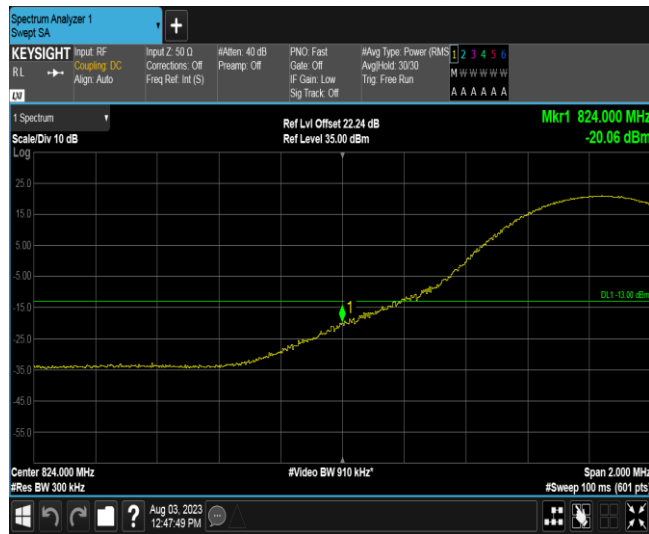 Spectrum Analyzer 1
Swept SA
+
KEYSIGHT
RL
LXI
Input: RF
Coupling: DC
Align: Auto
Input Z: 50 Ω
Corrections: Off
Freq Ref: Int (S)
#Atten: 40 dB
Preamp: Off
PNO: Fast
Gate: Off
IF Gain: Low
Sig Track: Off
#Avg Type: Power (RMS
Avg|Hold: 30/30
Trig: Free Run
1 2 3 4 5 6
M W W W W W
A A A A A A
1 Spectrum
Scale/Div 10 dB
Log
Ref Lvl Offset 22.24 dB
Ref Level 35.00 dBm
Mkr1 824.000 MHz
-20.06 dBm
25.0
15.0
5.00
-5.00
DL1 -13.00 dBm
-15.0
1
-25.0
-35.0
-45.0
-55.0
Center 824.000 MHz
#Res BW 300 kHz
#Video BW 910 kHz*
Span 2.000 MHz
#Sweep 100 ms (601 pts
?
Aug 03, 2023
12:47:49 PM